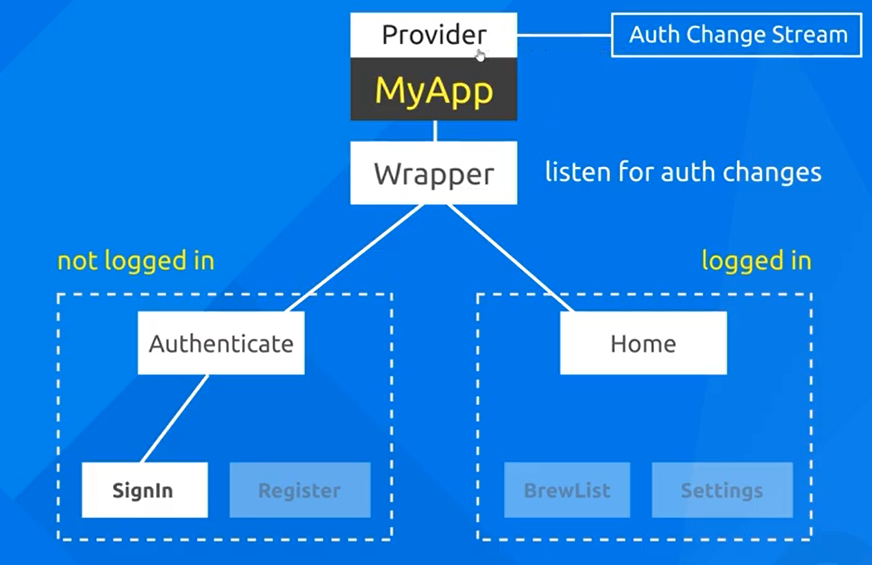 Provider
Auth Change Stream
MyApp
Wrapper
listen for auth changes
not logged in
logged in
Authenticate
Home
SignIn
Register
BrewList
Settings